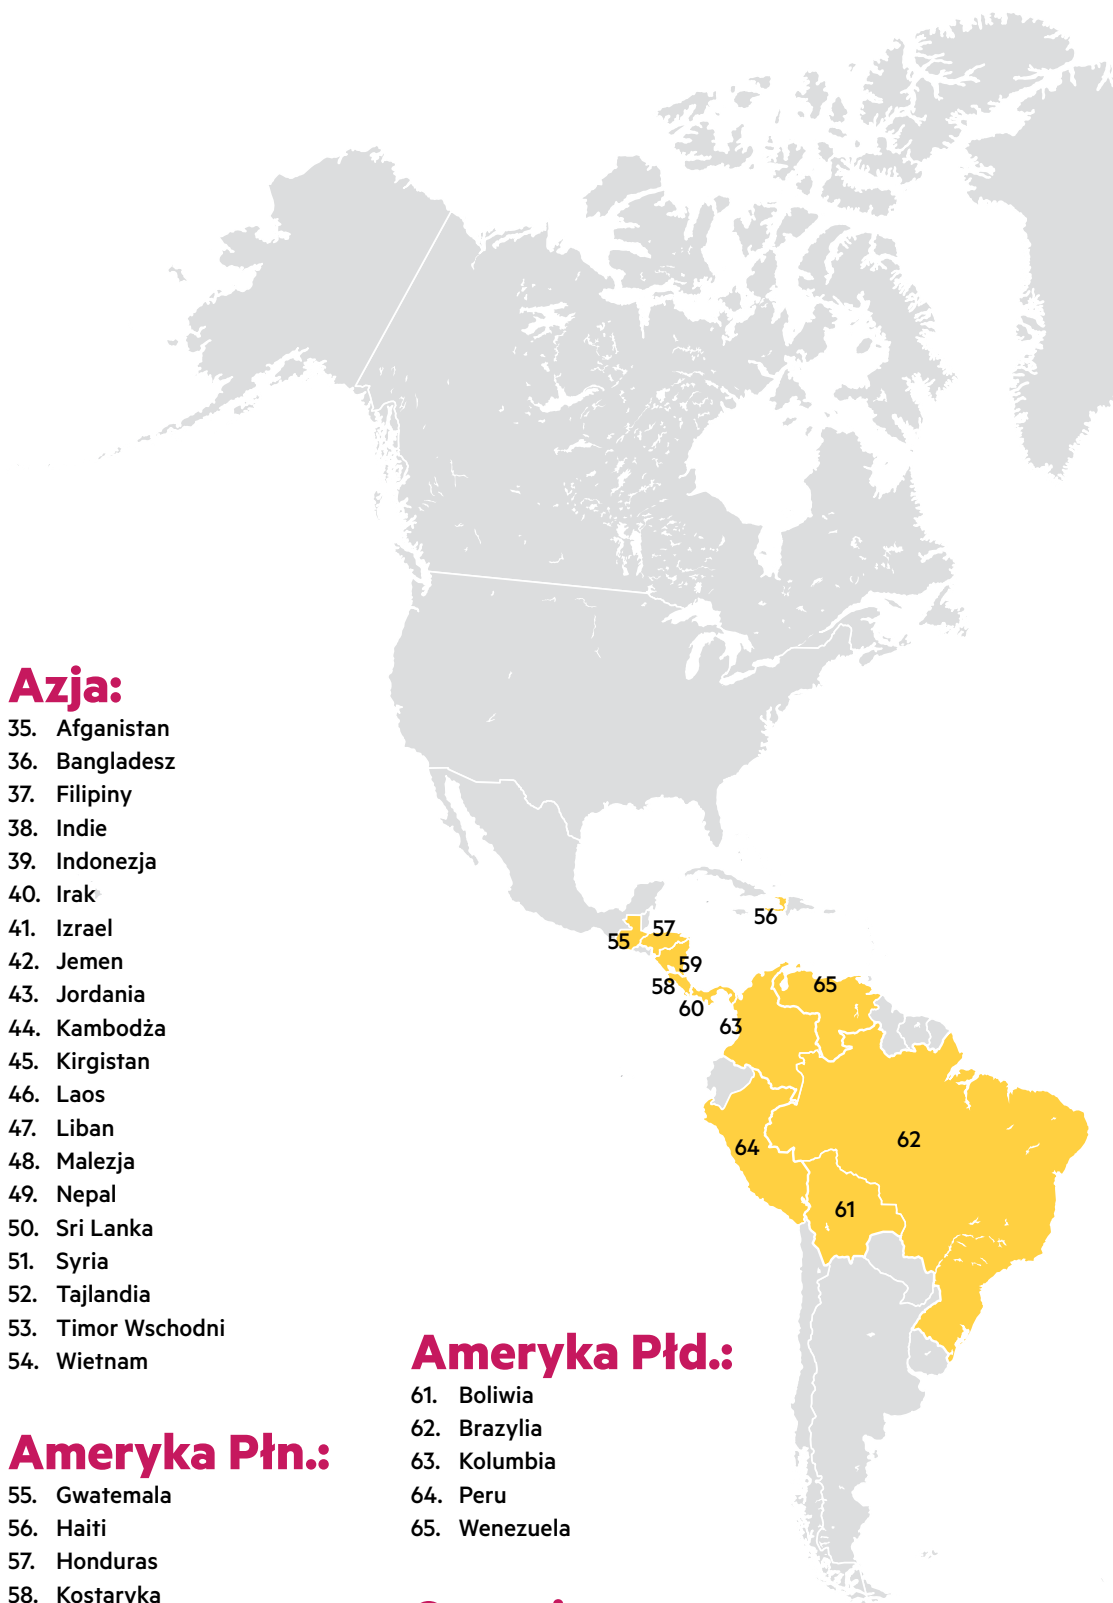 Azja:
35. Afganistan
36. Bangladesz
37. Filipiny
38. Indie
39. Indonezja
40. Irak
41. Izrael
42. Jemen
43. Jordania
44. Kambodża
45. Kirgistan
46. Laos
47. Liban
48. Malezja
49. Nepal
50. Sri Lanka
51. Syria
52. Tajlandia
53. Timor Wschodni
54. Wietnam
Ameryka Płn.:
55. Gwatemala
56. Haiti
57. Honduras
58. Kostaryka
Ameryka Płd.:
61. Boliwia
62. Brazylia
63. Kolumbia
64. Peru
65. Wenezuela
56
57
55
59
58
60
65
63
62
64
61